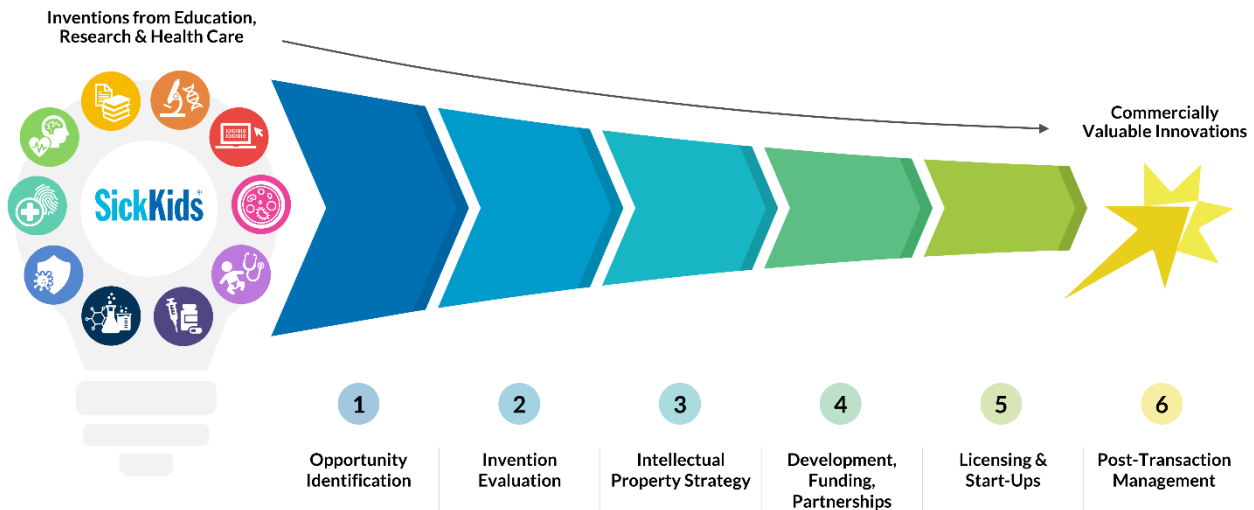 Inventions from Education,
Research & Health Care
SickKids®
Commercially
Valuable Innovations
1
Opportunity
Identification
2
Invention
Evaluation
3
Intellectual
Property Strategy
4
Development,
Funding,
Partnerships
5
Licensing &
Start-Ups
6
Post-Transaction
Management